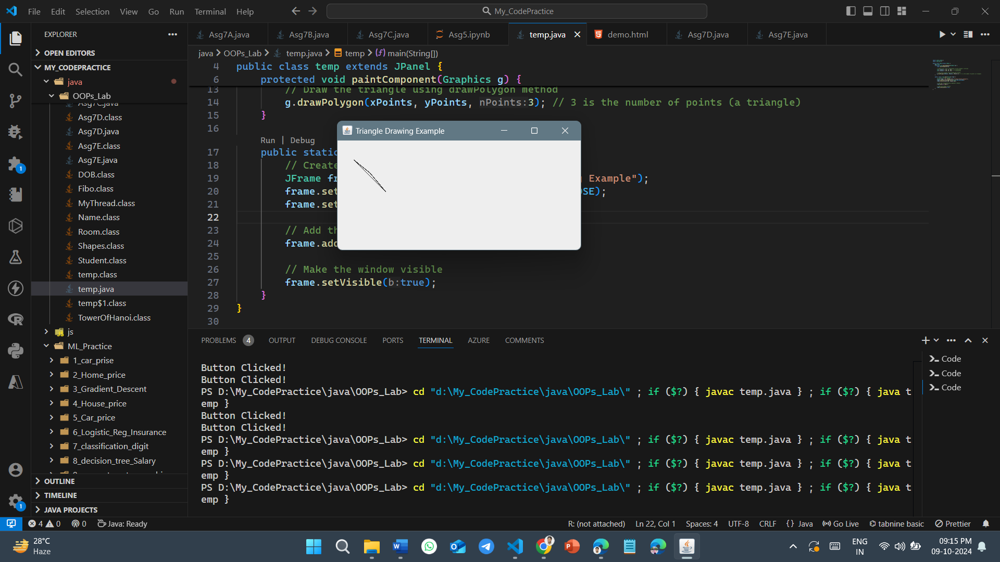 File Edit Selection View Go Run Terminal Help
My_CodePractice
EXPLORER
OPEN EDITORS
MY_CODEPRACTICE
java
OOPs_Lab
Asg7C.java
Asg7D.class
Asg7D.java
Asg7E.class
Asg7E.java
DOB.class
Fibo.class
MyThread.class
Name.class
Room.class
Shapes.class
Student.class
temp.class
temp.java
temp$1.class
TowerOfHanoi.class
js
ML_Practice
1_car_prise
2_Home_price
3_Gradient_Descent
4_House_price
5_Car_price
6_Logistic_Reg_Insurance
7_classification_digit
8_decision_tree_Salary
OUTLINE
TIMELINE
JAVA PROJECTS
Asg7A.java Asg7B.java Asg7C.java Asg5.ipynb temp.java demo.html Asg7D.java Asg7E.java
java > OOPs_Lab > temp.java > temp > main(String[])
4 public class temp extends JPanel {
6 protected void paintComponent(Graphics g) {
13 // Draw the triangle using drawPolygon method
14 g.drawPolygon(xPoints, yPoints, nPoints:3); // 3 is the number of points (a triangle)
15 }
16
Run | Debug
17 public static
18 // Create
19 JFrame fr Example");
20 frame.set OSE);
21 frame.set
22
23 // Add th
24 frame.add
25
26 // Make the window visible
27 frame.setVisible(b:true);
28 }
29 }
30
Triangle Drawing Example
PROBLEMS 4 OUTPUT DEBUG CONSOLE PORTS TERMINAL AZURE COMMENTS
Button Clicked!
Button Clicked!
PS D:\My_CodePractice\java\OOPs_Lab> cd "d:\My_CodePractice\java\OOPs_Lab\" ; if ($?) { javac temp.java } ; if ($?) { java t
emp }
Button Clicked!
Button Clicked!
PS D:\My_CodePractice\java\OOPs_Lab> cd "d:\My_CodePractice\java\OOPs_Lab\" ; if ($?) { javac temp.java } ; if ($?) { java t
emp }
PS D:\My_CodePractice\java\OOPs_Lab> cd "d:\My_CodePractice\java\OOPs_Lab\" ; if ($?) { javac temp.java } ; if ($?) { java t
emp }
PS D:\My_CodePractice\java\OOPs_Lab> cd "d:\My_CodePractice\java\OOPs_Lab\" ; if ($?) { javac temp.java } ; if ($?) { java t
emp }
Code
Code
Code
4 0 0 Java: Ready R: (not attached) Ln 22, Col 1 Spaces: 4 UTF-8 CRLF {} Java Go Live tabnine basic Prettier
28°C
Haze
ENG
IN
09:15 PM
09-10-2024